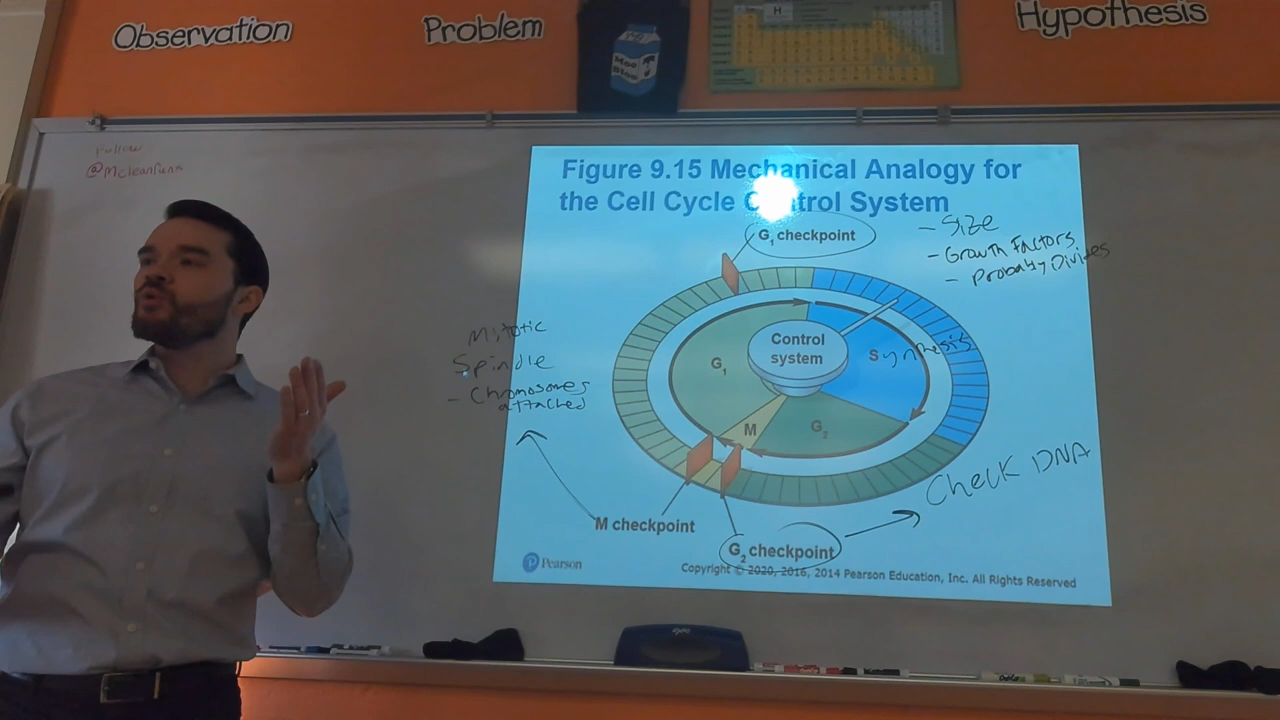 Observation
Problem
Hypothesis
H
Moo
Follow
@Mcleanfuns
Figure 9.15 Mechanical Analogy for
the Cell Cycle Control System
G₁ checkpoint
- Size
- Growth Factors
- Probably Divides
Control
system
G₁
Synthesis
M
G₂
Mitotic
Spindle
- Chromosomes
attached
Check DNA
M checkpoint
G₂ checkpoint
Pearson
Copyright © 2020, 2016, 2014 Pearson Education, Inc. All Rights Reserved